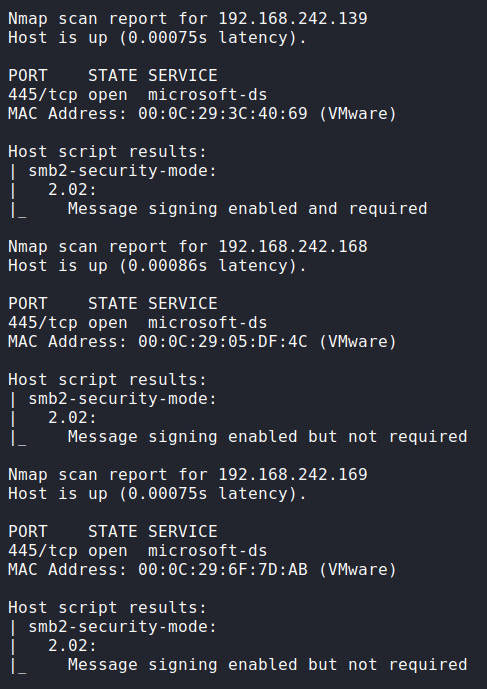 Nmap scan report for 192.168.242.139
Host is up (0.00075s latency).
PORT    STATE SERVICE
445/tcp open  microsoft-ds
MAC Address: 00:0C:29:3C:40:69 (VMware)
Host script results:
| smb2-security-mode:
|   2.02:
|_    Message signing enabled and required
Nmap scan report for 192.168.242.168
Host is up (0.00086s latency).
PORT    STATE SERVICE
445/tcp open  microsoft-ds
MAC Address: 00:0C:29:05:DF:4C (VMware)
Host script results:
| smb2-security-mode:
|   2.02:
|_    Message signing enabled but not required
Nmap scan report for 192.168.242.169
Host is up (0.00075s latency).
PORT    STATE SERVICE
445/tcp open  microsoft-ds
MAC Address: 00:0C:29:6F:7D:AB (VMware)
Host script results:
| smb2-security-mode:
|   2.02:
|_    Message signing enabled but not required